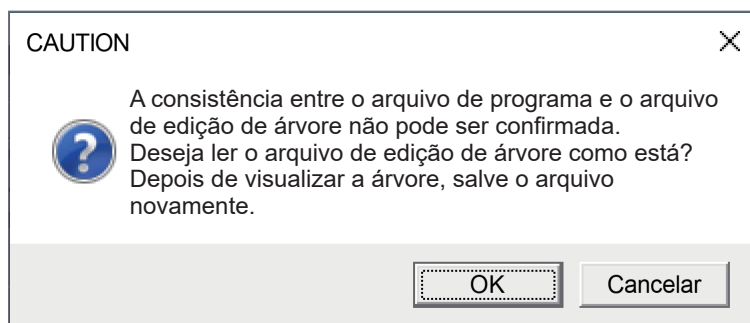 CAUTION
A consistência entre o arquivo de programa e o arquivo
de edição de árvore não pode ser confirmada.
Deseja ler o arquivo de edição de árvore como está?
Depois de visualizar a árvore, salve o arquivo
novamente.
OK
Cancelar